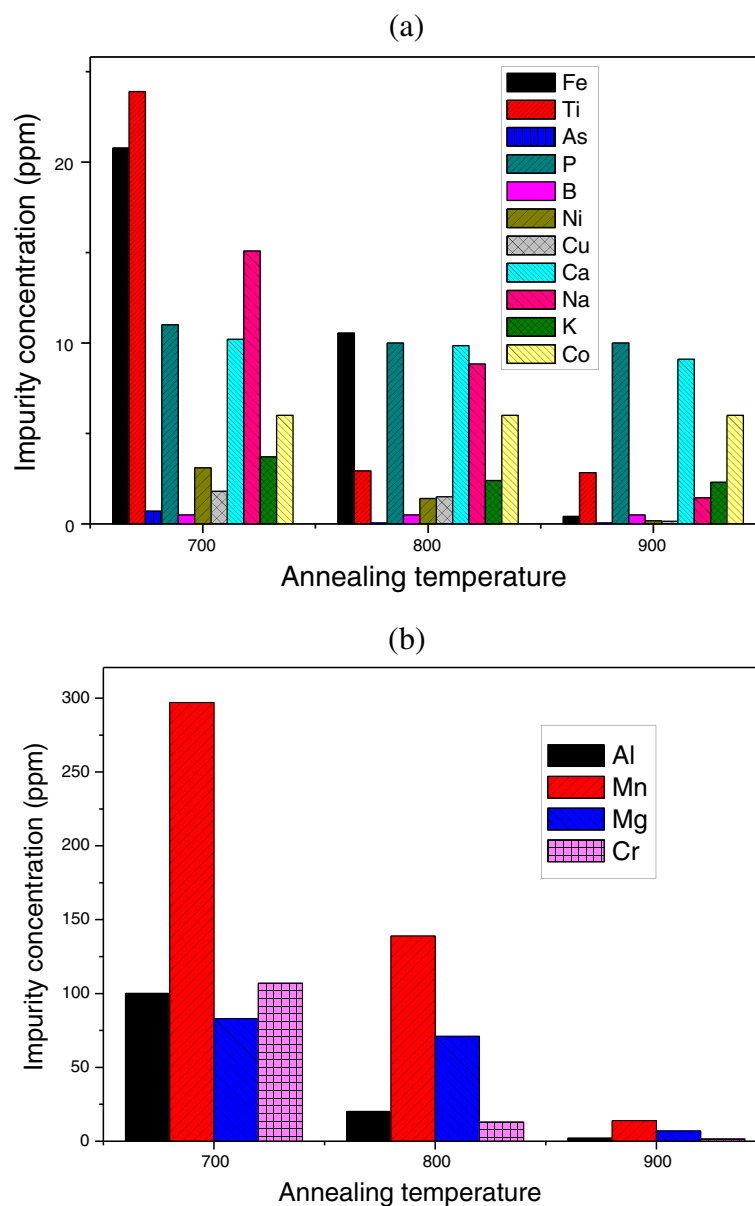 (a)
Impurity concentration (ppm)
20
10
0
Fe
Ti
As
P
B
Ni
Cu
Ca
Na
K
Co
700
800
900
Annealing temperature
(b)
Impurity concentration (ppm)
300
250
200
150
100
50
0
Al
Mn
Mg
Cr
700
800
900
Annealing temperature